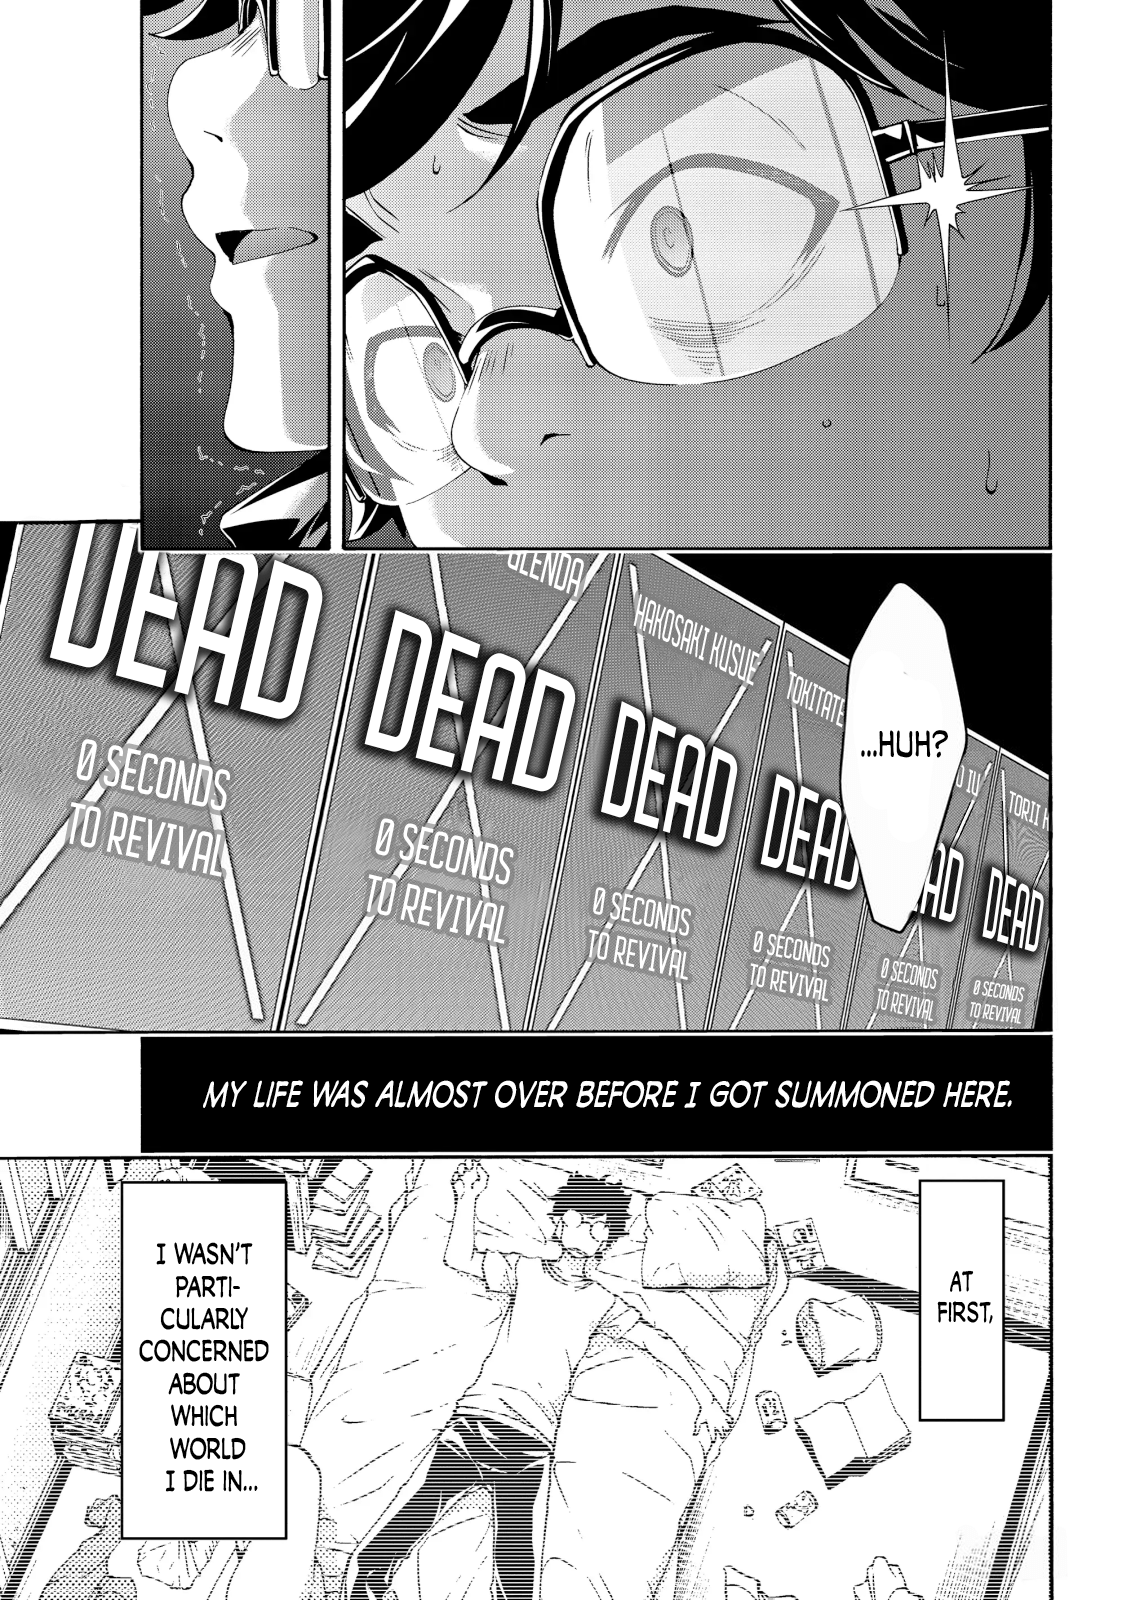 ...HUH?
GLENDA
HAKOSAKI KUSUE
TOKITATE
IU
TORII K
DEAD
DEAD
DEAD
DEAD
EAD
DEAD
0 SECONDS
TO REVIVAL
0 SECONDS
TO REVIVAL
0 SECONDS
TO REVIVAL
0 SECONDS
TO REVIVAL
0 SECONDS
TO REVIVAL
0 SECONDS
TO REVIVAL
MY LIFE WAS ALMOST OVER BEFORE I GOT SUMMONED HERE.
AT
FIRST,
I WASN'T
PARTI-
CULARLY
CONCERNED
ABOUT
WHICH
WORLD
I DIE IN...